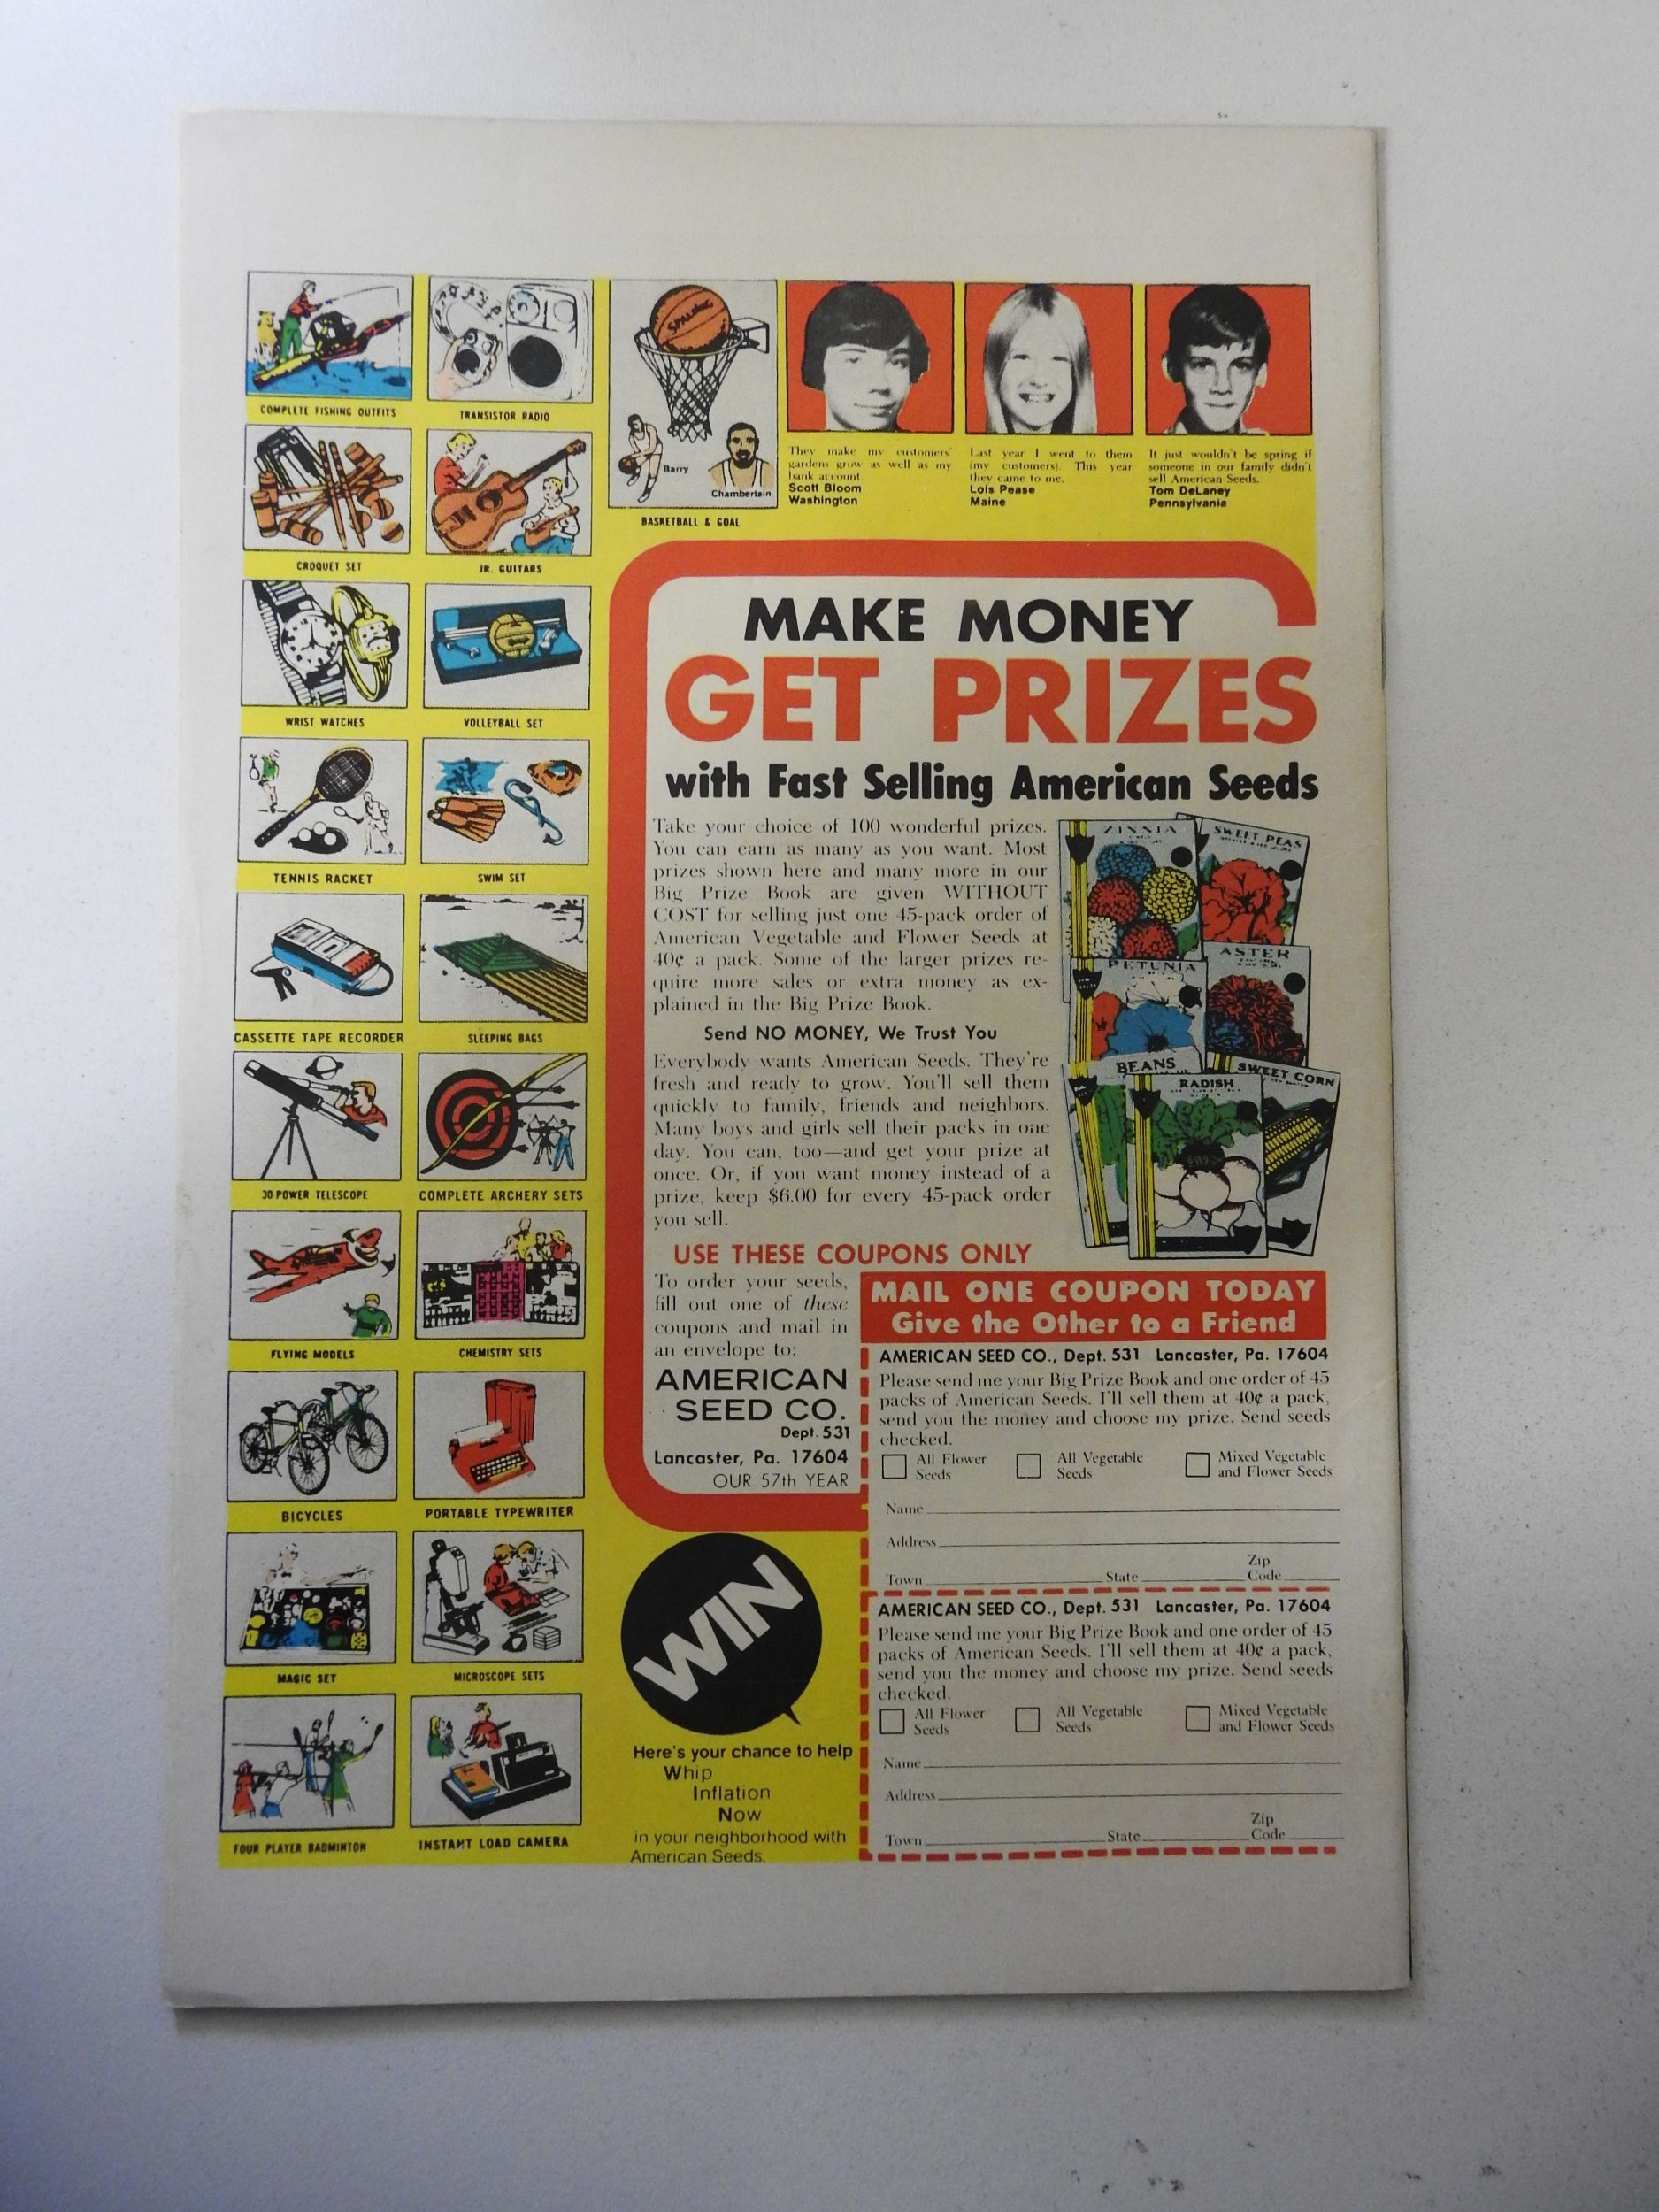 COMPLETE FISHING OUTFITS
TRANSISTOR RADIO
CROQUET SET
JR. GUITARS
WRIST WATCHES
VOLLEYBALL SET
TENNIS RACKET
SWIM SET
CASSETTE TAPE RECORDER
SLEEPING BAGS
30 POWER TELESCOPE
COMPLETE ARCHERY SETS
FLYING MODELS
CHEMISTRY SETS
BICYCLES
PORTABLE TYPEWRITER
MAGIC SET
MICROSCOPE SETS
FOUR PLAYER BADMINTON
INSTANT LOAD CAMERA
SPALDING
Barry
Chamberlain
BASKETBALL & GOAL
They make my customers'
gardens grow as well as my
bank account.
Scott Bloom
Washington
Last year I went to them
(my customers). This year
they came to me.
Lois Pease
Maine
It just wouldn't be spring if
someone in our family didn't
sell American Seeds.
Tom DeLaney
Pennsylvania
MAKE MONEY
GET PRIZES
with Fast Selling American Seeds
Take your choice of 100 wonderful prizes.
You can earn as many as you want. Most
prizes shown here and many more in our
Big Prize Book are given WITHOUT
COST for selling just one 45-pack order of
American Vegetable and Flower Seeds at
40¢ a pack. Some of the larger prizes re-
quire more sales or extra money as ex-
plained in the Big Prize Book.
Send NO MONEY, We Trust You
Everybody wants American Seeds. They're
fresh and ready to grow. You'll sell them
quickly to family, friends and neighbors.
Many boys and girls sell their packs in one
day. You can, too—and get your prize at
once. Or, if you want money instead of a
prize, keep $6.00 for every 45-pack order
you sell.
ZINNIA
SWEET PEAS
PETUNIA
ASTER
BEANS
RADISH
SWEET CORN
USE THESE COUPONS ONLY
To order your seeds,
fill out one of these
coupons and mail in
an envelope to:
AMERICAN
SEED CO.
Dept. 531
Lancaster, Pa. 17604
OUR 57th YEAR
MAIL ONE COUPON TODAY
Give the Other to a Friend
AMERICAN SEED CO., Dept. 531 Lancaster, Pa. 17604
Please send me your Big Prize Book and one order of 45
packs of American Seeds. I'll sell them at 40¢ a pack,
send you the money and choose my prize. Send seeds
checked.
All Flower
Seeds
All Vegetable
Seeds
Mixed Vegetable
and Flower Seeds
Name
Address
Town State Zip
Code
AMERICAN SEED CO., Dept. 531 Lancaster, Pa. 17604
Please send me your Big Prize Book and one order of 45
packs of American Seeds. I'll sell them at 40¢ a pack,
send you the money and choose my prize. Send seeds
checked.
All Flower
Seeds
All Vegetable
Seeds
Mixed Vegetable
and Flower Seeds
Name
Address
Town State Zip
Code
WIN
Here's your chance to help
Whip
Inflation
Now
in your neighborhood with
American Seeds.